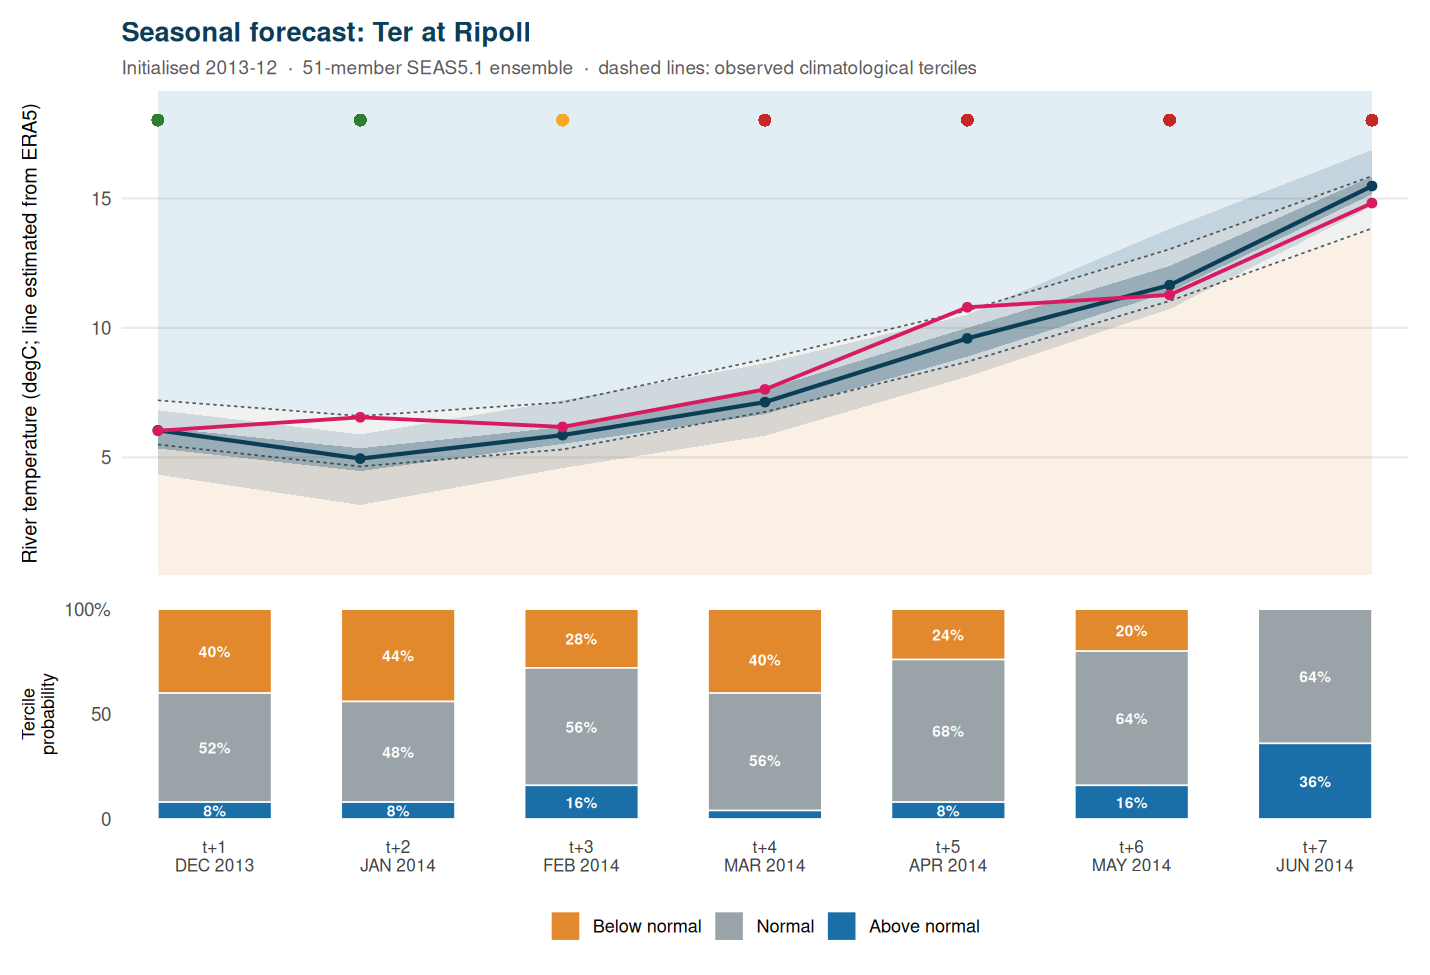 Seasonal forecast: Ter at Ripoll
Initialised 2013-12 · 51-member SEAS5.1 ensemble · dashed lines: observed climatological terciles
River temperature (degC; line estimated from ERA5)
15
10
5
Tercile
probability
100%
50
0
40%
44%
28%
40%
24%
20%
64%
52%
48%
56%
56%
68%
64%
36%
8%
8%
16%
8%
16%
t+1
DEC 2013
t+2
JAN 2014
t+3
FEB 2014
t+4
MAR 2014
t+5
APR 2014
t+6
MAY 2014
t+7
JUN 2014
Below normal
Normal
Above normal